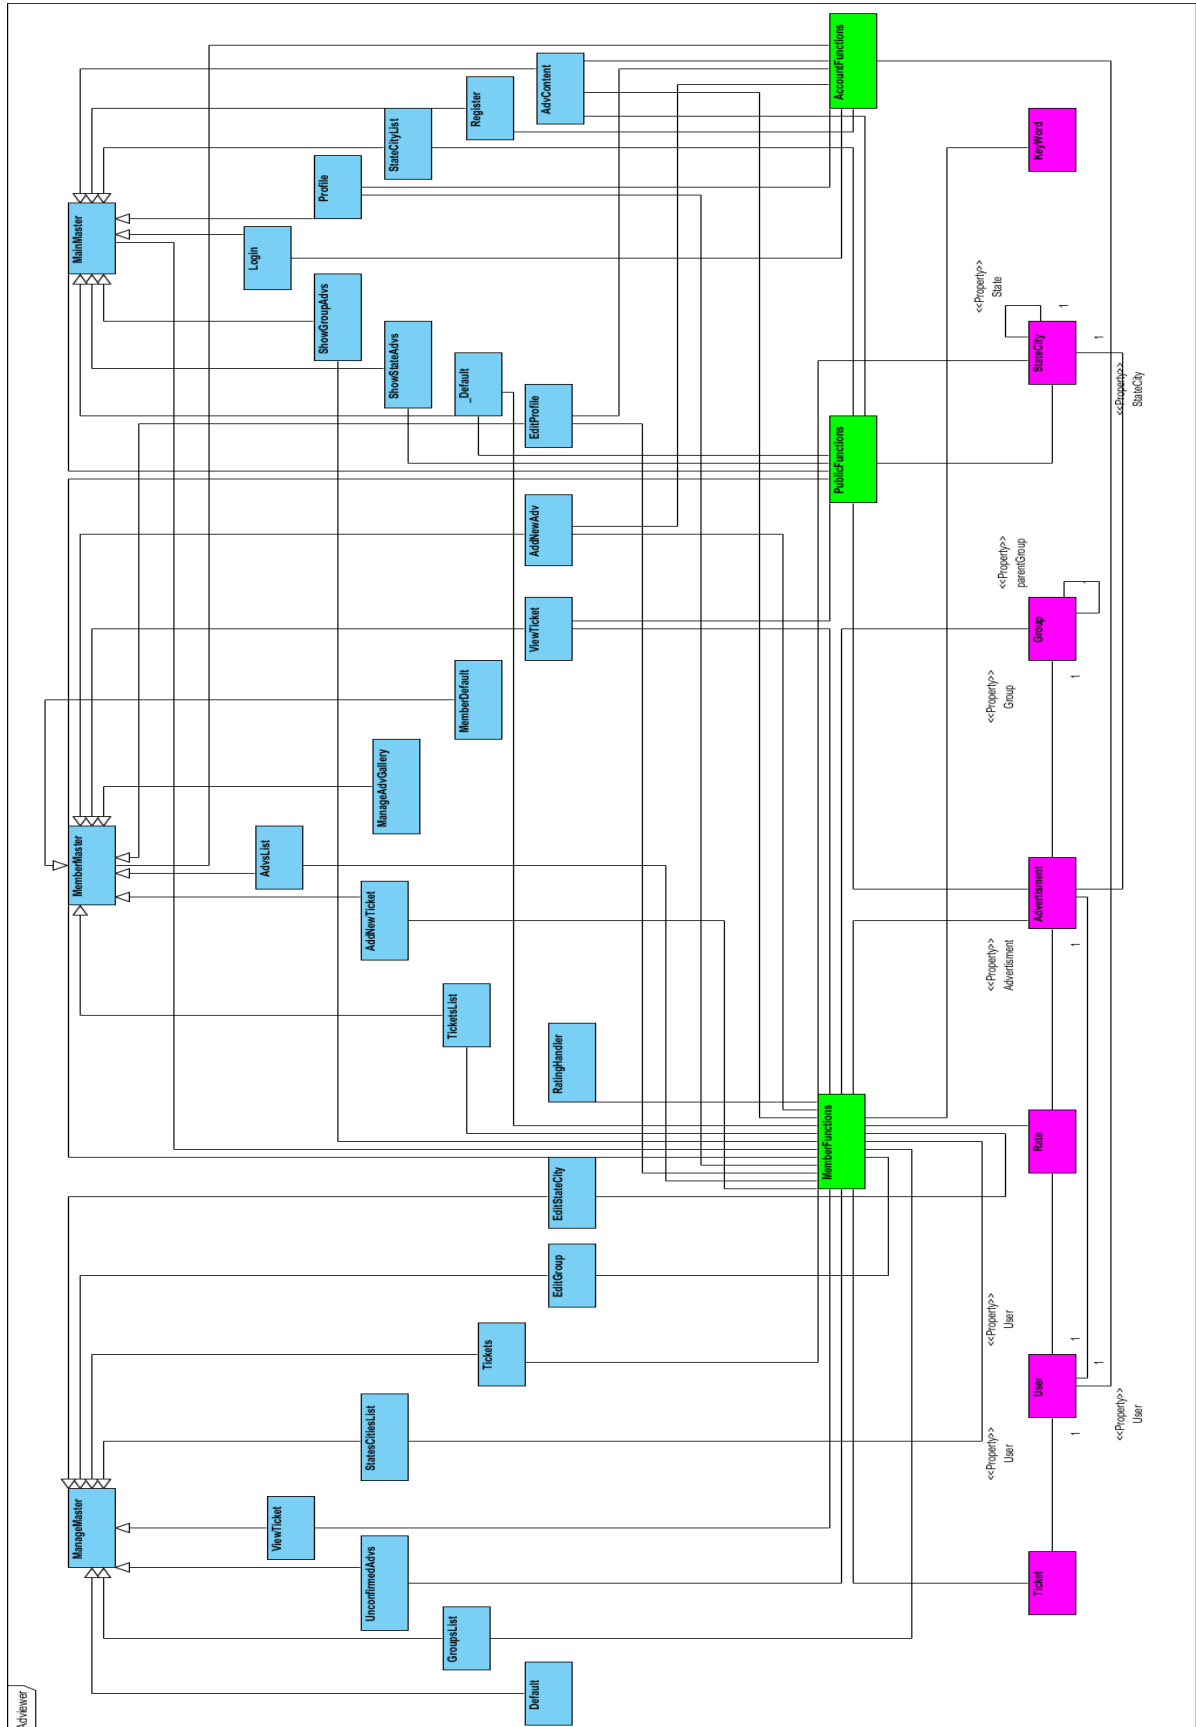 Adviewer
ManageMaster
MemberMaster
MainMaster
Default
GroupsList
UnconfirmedAdvs
ViewTicket
StatesCitiesList
Tickets
EditGroup
EditStateCity
RatingHandler
TicketsList
AddNewTicket
AdvsList
ManageAdvGallery
MemberDefault
ViewTicket
AddNewAdv
EditProfile
_Default
ShowStateAdvs
ShowGroupAdvs
Login
Profile
StateCityList
Register
AdvContent
MemberFunctions
PublicFunctions
AccountFunctions
<<Property>>
User
<<Property>>
User
<<Property>>
Advertisment
<<Property>>
Group
<<Property>>
parentGroup
<<Property>>
State
Ticket
User
Rate
Advertisment
Group
StateCity
KeyWord
1
1
1
1
1
1
1
1
<<Property>>
User
<<Property>>
StateCity